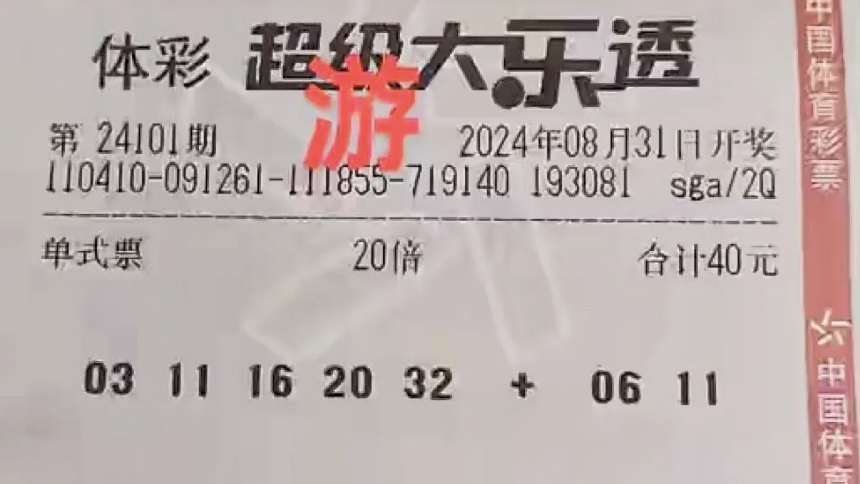 体彩 超级大乐透
游
第 24101期 2024年08月31日开奖
110410-091261-111855-719140 193081 sga/2Q
单式票 20倍 合计40元
03 11 16 20 32 + 06 11
中国体育彩票
中国体育